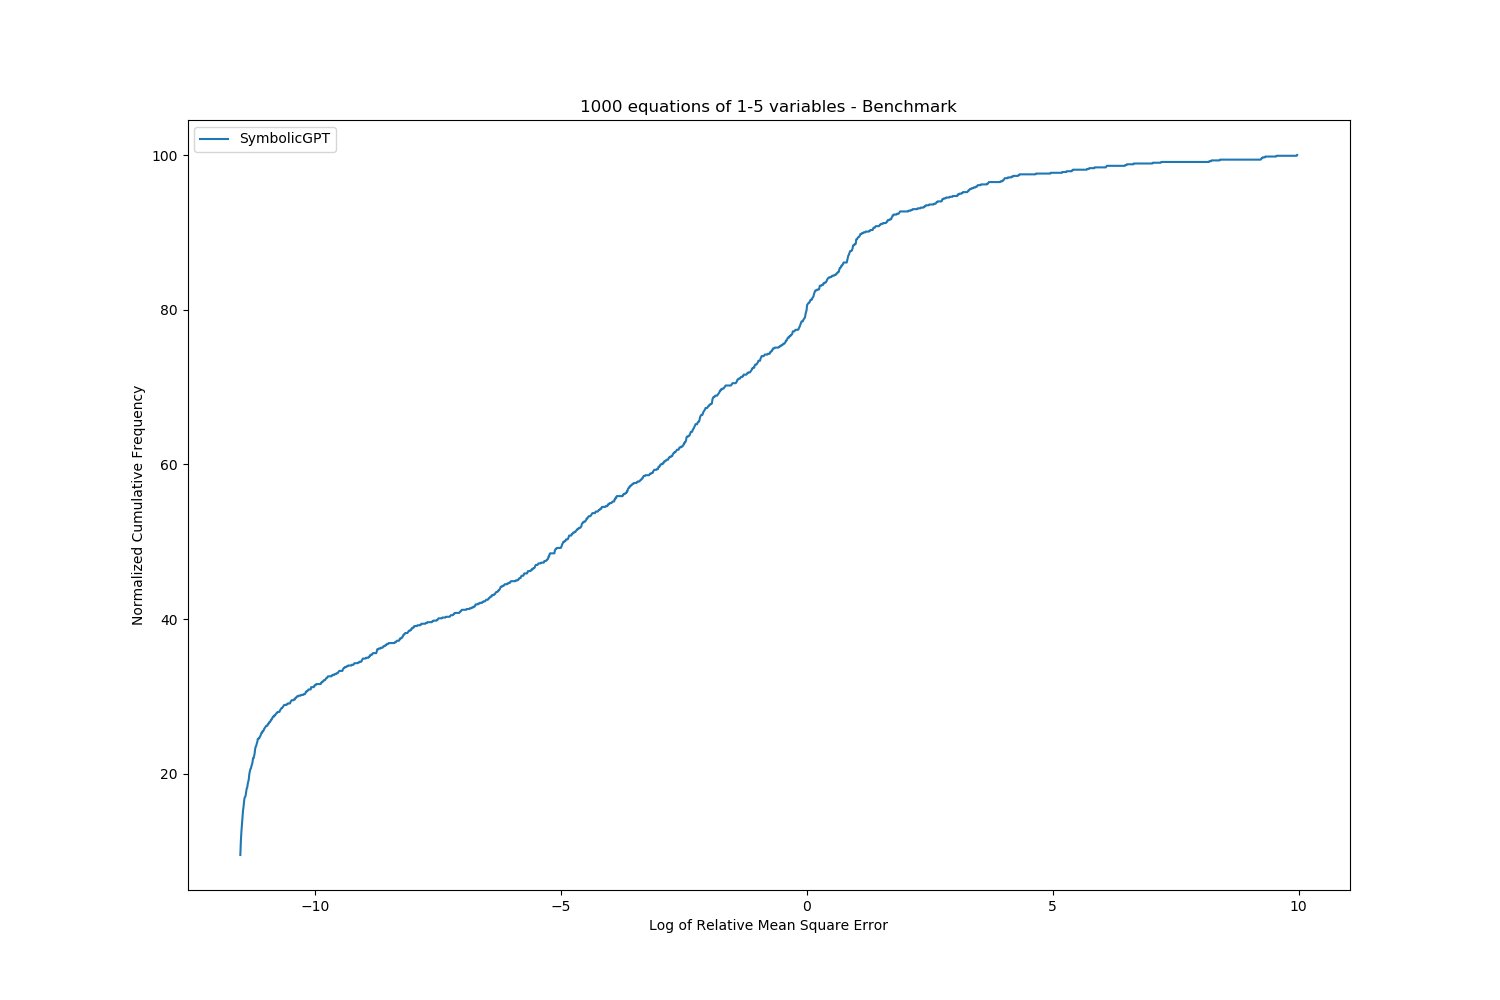 1000 equations of 1-5 variables - Benchmark
SymbolicGPT
100
80
60
40
20
Normalized Cumulative Frequency
−10
−5
0
5
10
Log of Relative Mean Square Error